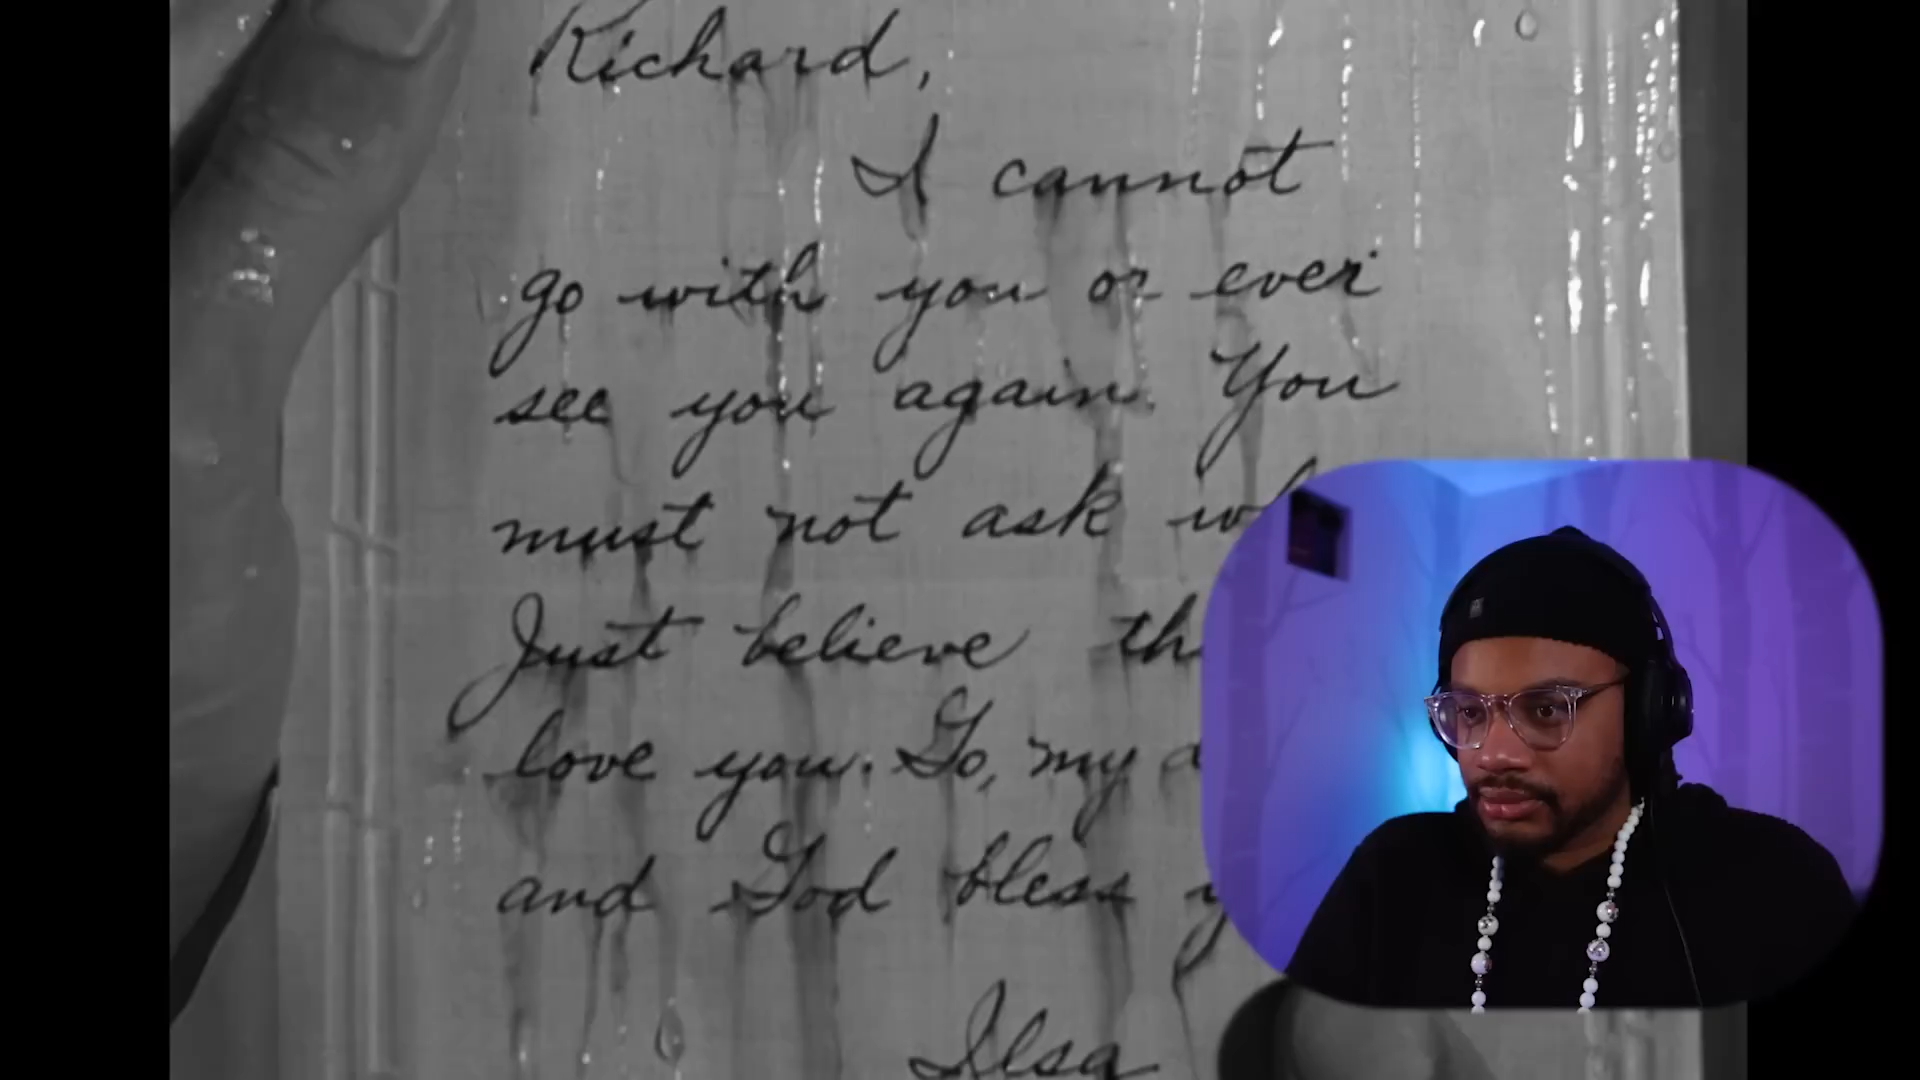 Richard,
I cannot
go with you or ever
see you again. You
must not ask
Just believe
love you. Go, my
and God bless
Ilsa